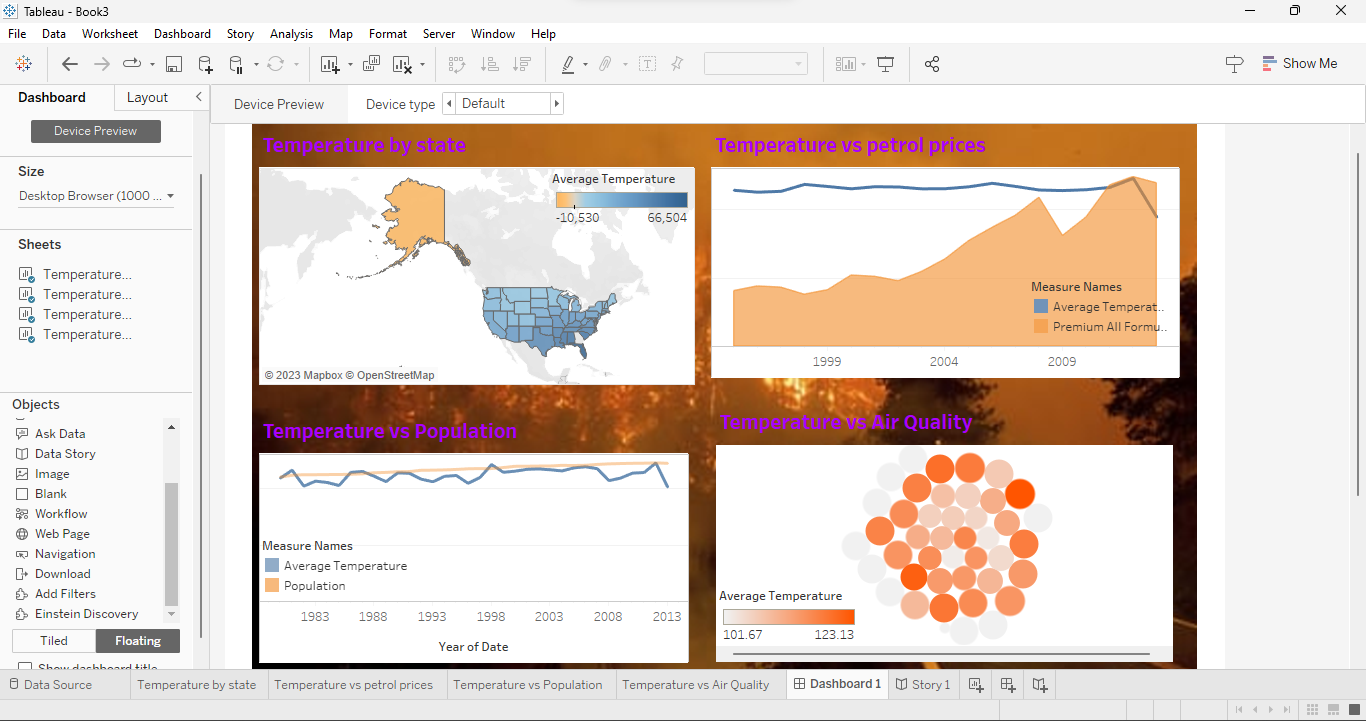 Tableau - Book3
File Data Worksheet Dashboard Story Analysis Map Format Server Window Help
Show Me
Dashboard Layout
Device Preview Device type Default
Device Preview
Size
Desktop Browser (1000 ...
Sheets
Temperature...
Temperature...
Temperature...
Temperature...
Objects
Ask Data
Data Story
Image
Blank
Workflow
Web Page
Navigation
Download
Add Filters
Einstein Discovery
Tiled Floating
Show dashboard title
Temperature by state
Average Temperature
-10,530 66,504
© 2023 Mapbox © OpenStreetMap
Temperature vs petrol prices
Measure Names
Average Temperat..
Premium All Formu..
1999 2004 2009
Temperature vs Population
Measure Names
Average Temperature
Population
1983 1988 1993 1998 2003 2008 2013
Year of Date
Temperature vs Air Quality
Average Temperature
101.67 123.13
Data Source Temperature by state Temperature vs petrol prices Temperature vs Population Temperature vs Air Quality Dashboard 1 Story 1